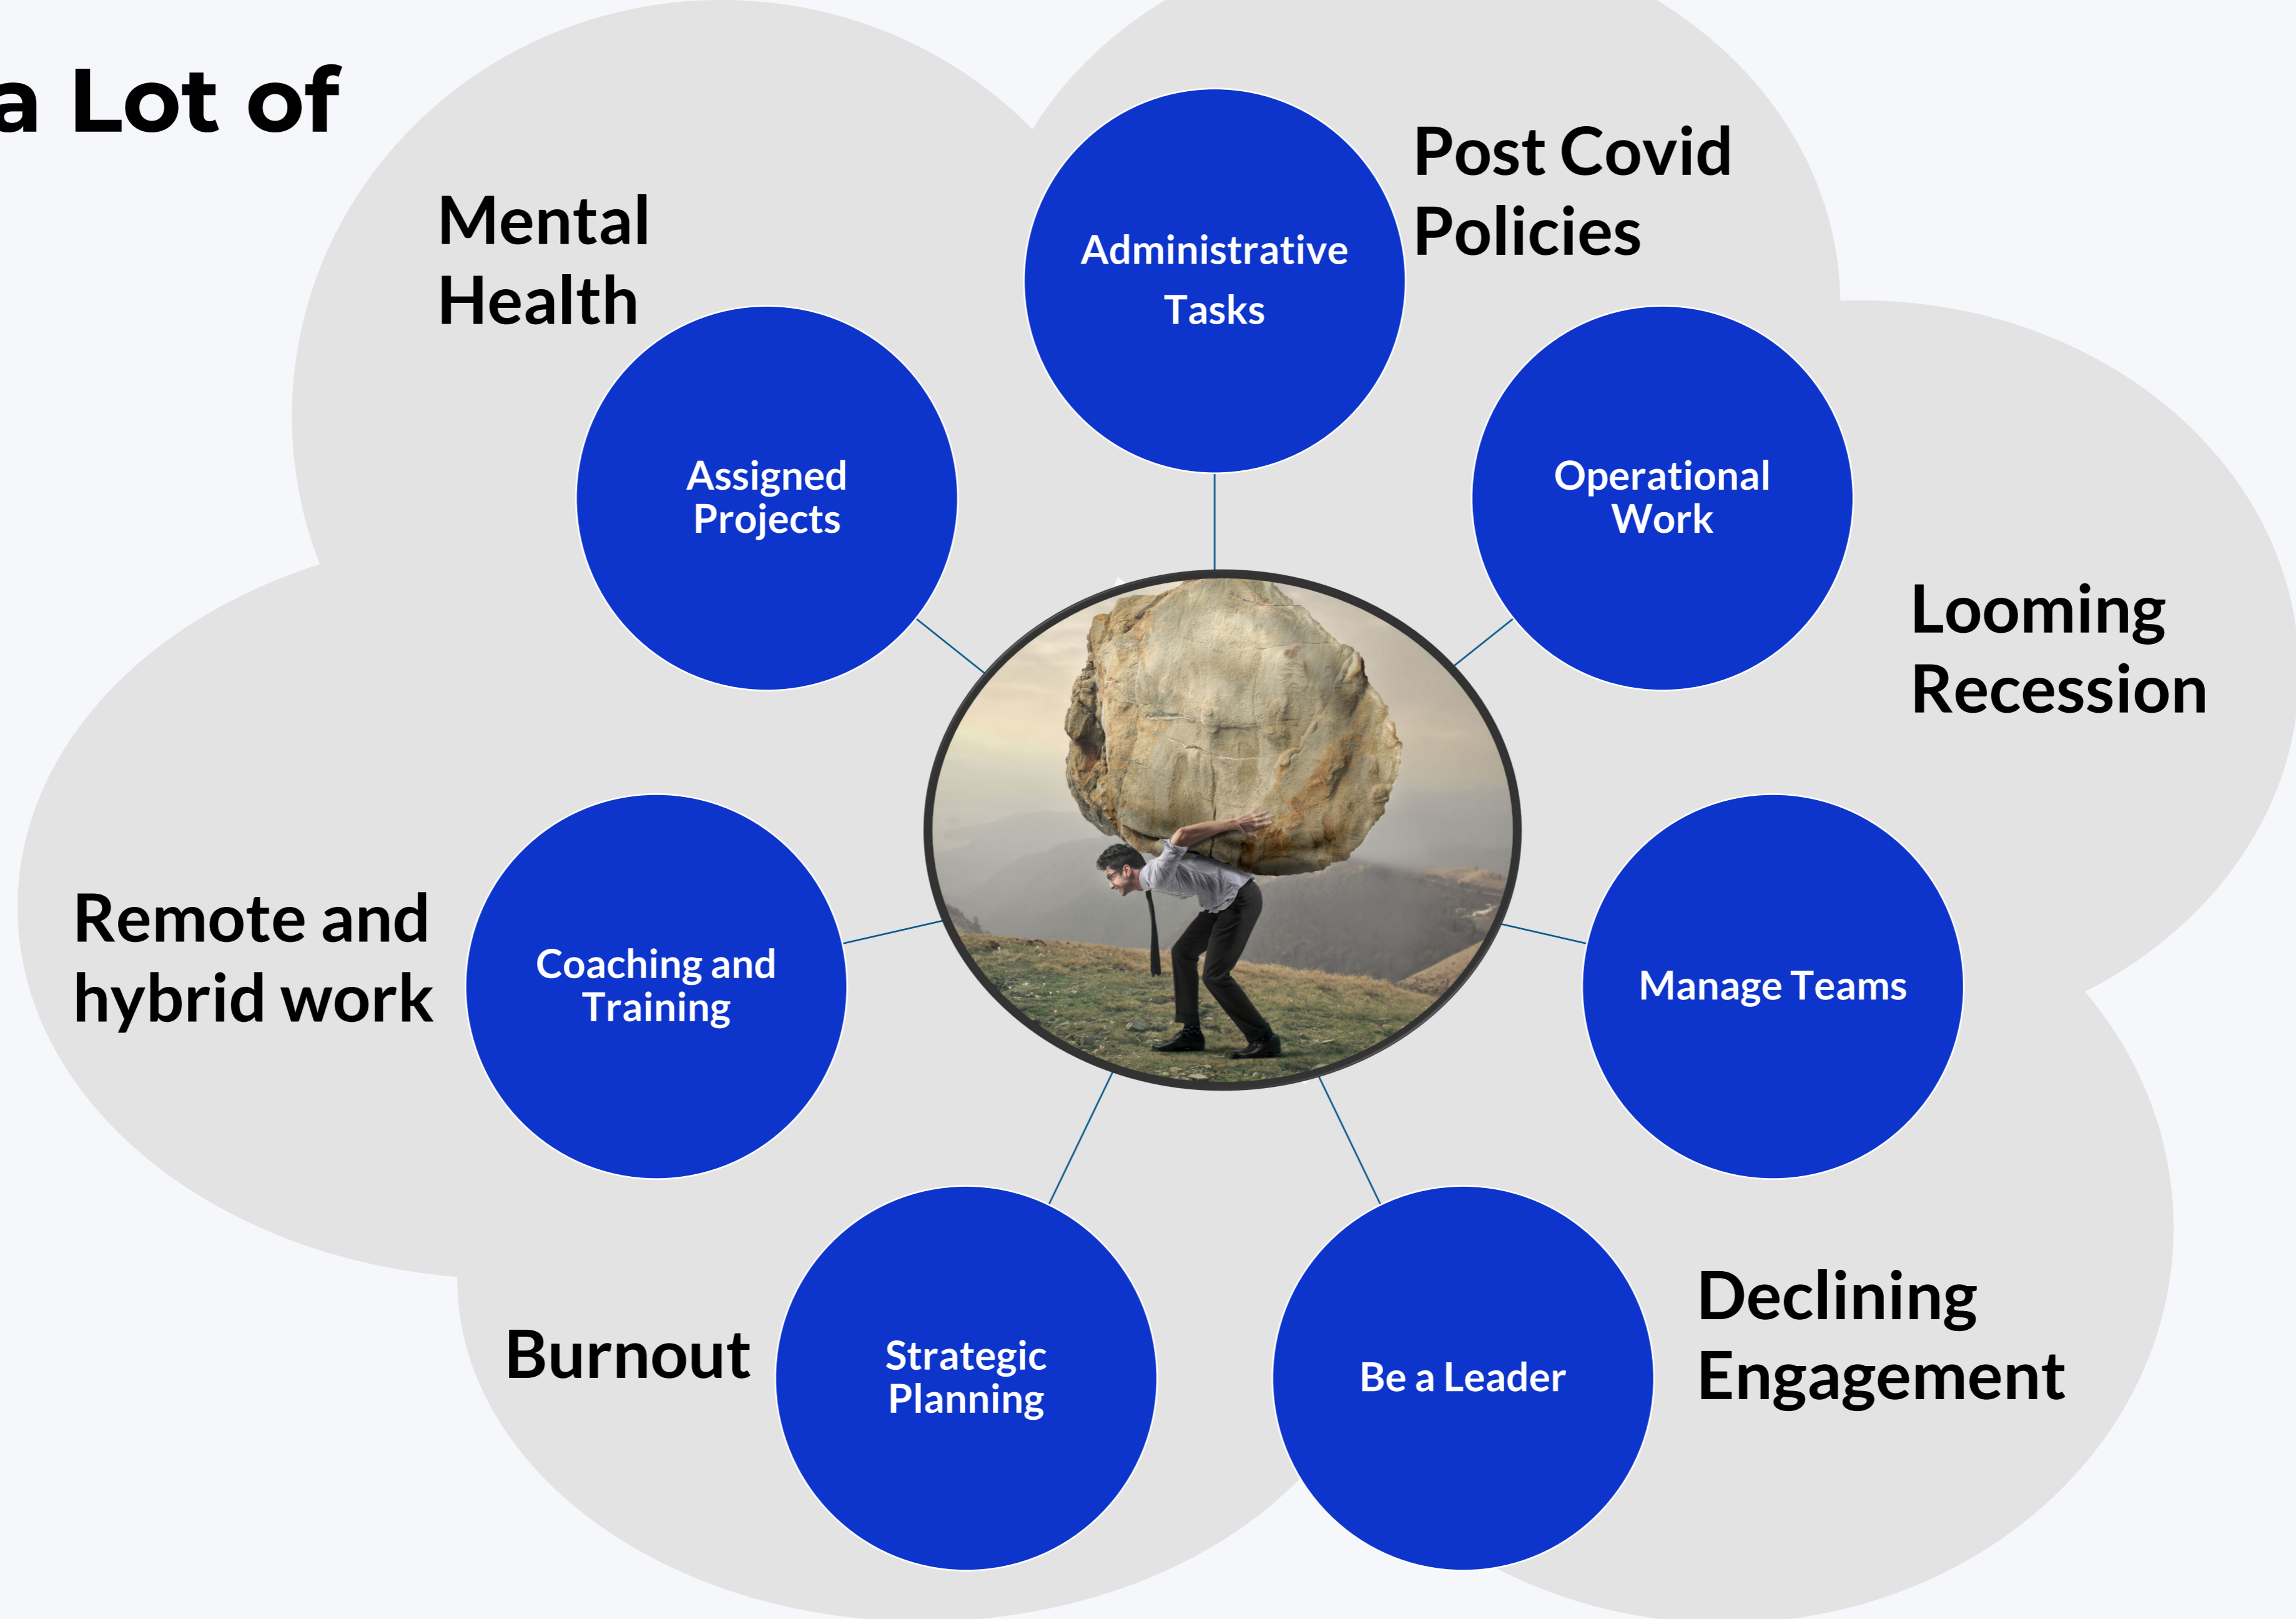 a Lot of
Mental
Health
Post Covid
Policies
Administrative
Tasks
Assigned
Projects
Operational
Work
Looming
Recession
Remote and
hybrid work
Coaching and
Training
Manage Teams
Burnout
Strategic
Planning
Be a Leader
Declining
Engagement